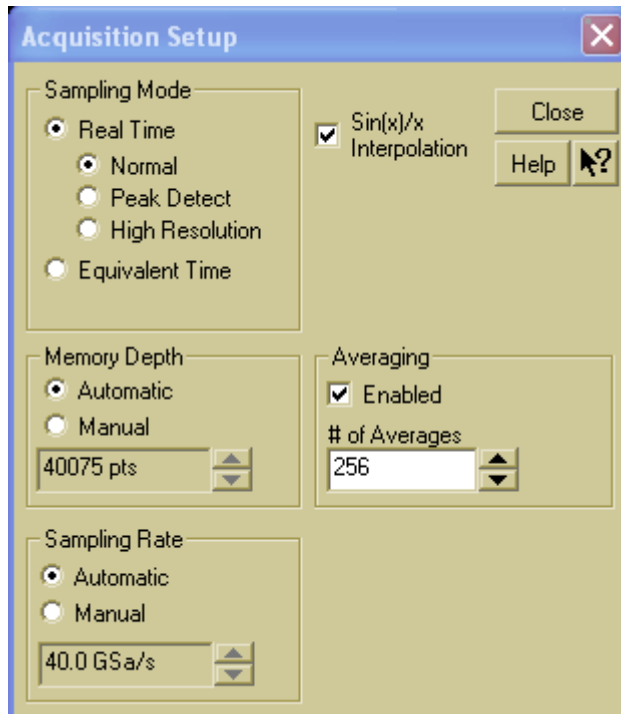 Acquisition Setup
Sampling Mode
Real Time
Normal
Peak Detect
High Resolution
Equivalent Time
Sin(x)/x
Interpolation
Close
Help
?
Memory Depth
Automatic
Manual
40075 pts
Averaging
Enabled
# of Averages
256
Sampling Rate
Automatic
Manual
40.0 GSa/s